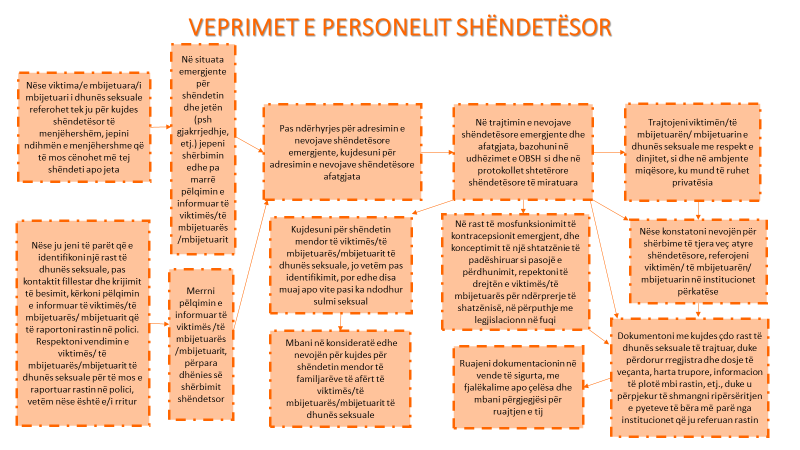 VEPRIMET E PERSONELIT SHËNDETËSOR
Nëse viktima/e mbijetuara/i
mbijetuari i dhunës seksuale
referohet tek ju për kujdes
shëndetësor të
menjëhershëm, jepini
ndihmën e menjëhershme që
të mos cënohet më tej
shëndeti apo jeta
Në situata
emergjente
për
shëndetin
dhe jetën
(psh
gjakrrjedhje,
etj.) jepeni
shërbimin
edhe pa
marrë
pëlqimin e
informuar të
viktimës/të
mbijetuarës
/mbijetuarit
Pas ndërhyrjes për adresimin e
nevojave shëndetësore
emergjente, kujdesuni për
adresimin e nevojave shëndetësore
afatgjata
Në trajtimin e nevojave
shëndetësore emergjente dhe
afatgjata, bazohuni në
udhëzimet e OBSH si dhe në
protokollet shtetërore
shëndetësore të miratuara
Trajtojeni viktimën/të
mbijetuarën/ mbijetuarin e
dhunës seksuale me respekt e
dinjitet, si dhe në ambjente
miqësore, ku mund të ruhet
privatësia
Nëse ju jeni të parët që e
identifikoni një rast të
dhunës seksuale, pas
kontaktit fillestar dhe krijimit
të besimit, kërkoni pëlqimin
e informuar të viktimës/të
mbijetuarës/ mbijetuarit që
të raportoni rastin në polici.
Respektoni vendimin e
viktimës/ të
mbijetuarës/mbijetuarit të
dhunës seksuale për të mos e
raportuar rastin në polici,
vetëm nëse është e/i rritur
Merrni
pëlqimin e
informuar të
viktimës /të
mbijetuarës
/mbijetuarit,
përpara
dhënies së
shërbimit
shëndetsor
Kujdesuni për shëndetin
mendor të viktimës/të
mbijetuarës/mbijetuarit të
dhunës seksuale, jo vetëm pas
identifikimit, por edhe disa
muaj apo vite pasi ka ndodhur
sulmi seksual
Në rast të mosfunksionimit të
kontracepsionit emergjent, dhe
konceptimit të një shtatzënie të
padëshiruar si pasojë e
përdhunimit, repektoni të
drejtën e viktimës/të
mbijetuarës për ndërprerje të
shtatzënisë, në përputhje me
legjislacionn në fuqi
Nëse konstatoni nevojën për
shërbime të tjera veç atyre
shëndetësore, referojeni
viktimën/ të mbijetuarën/
mbijetuarin në institucionet
përkatëse
Mbani në konsideratë edhe
nevojën për kujdes për
shëndetin mendor të
familjarëve të afërt të
viktimës/të
mbijetuarës/mbijetuarit të
dhunës seksuale
Ruajeni dokumentacionin në
vende të sigurta, me
fjalëkalime apo çelësa dhe
mbani përgjegjësi për
ruajtjen e tij
Dokumentoni me kujdes çdo rast të
dhunës seksuale të trajtuar, duke
përdorur rregjistra dhe dosje të
veçanta, harta trupore, informacion
të plotë mbi rastin, etj., duke u
përpjekur të shmangni ripërsëritjen
e pyeteve të bëra më parë nga
institucionet që ju referuan rastin